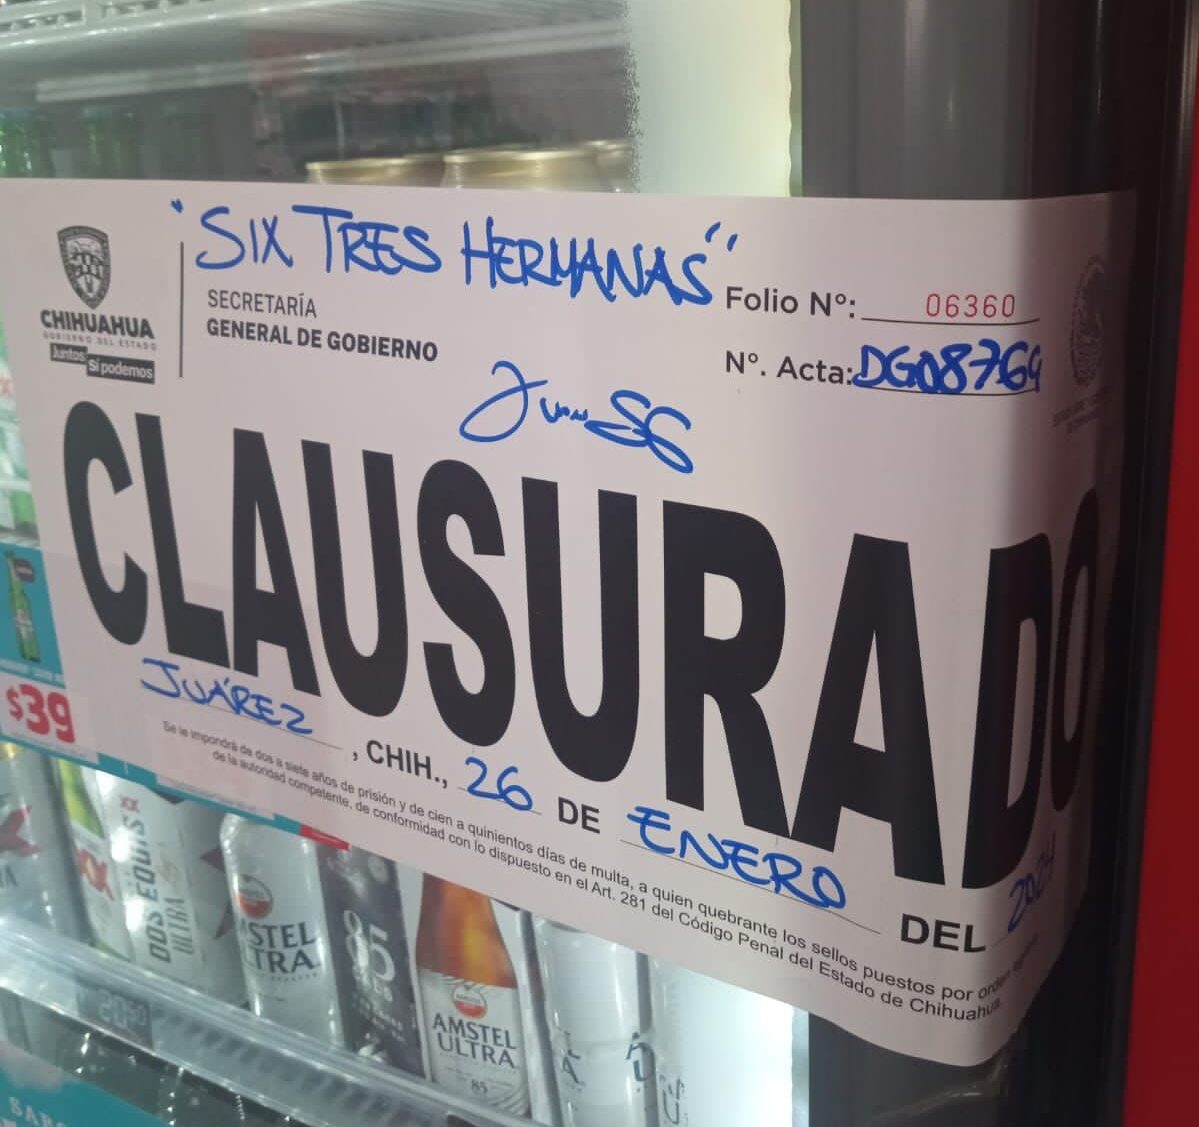 "SIX TRES HERMANAS"
CHIHUAHUA
GOBIERNO DEL ESTADO
Juntos
Sí podemos
SECRETARÍA
GENERAL DE GOBIERNO
Folio Nº: 06360
Nº. Acta: DG08764
CLAUSURADO
JUÁREZ, CHIH., 26 DE ENERO DEL 2024
Se le impondrá de dos a siete años de prisión y de cien a quinientos días de multa, a quien quebrante los sellos puestos por orden
de la autoridad competente, de conformidad con lo dispuesto en el Art. 281 del Código Penal del Estado de Chihuahua.
$39
XX
DOS EQUIS
ULTRA
AMSTEL
ULTRA
85
AMSTEL
ULTRA
85